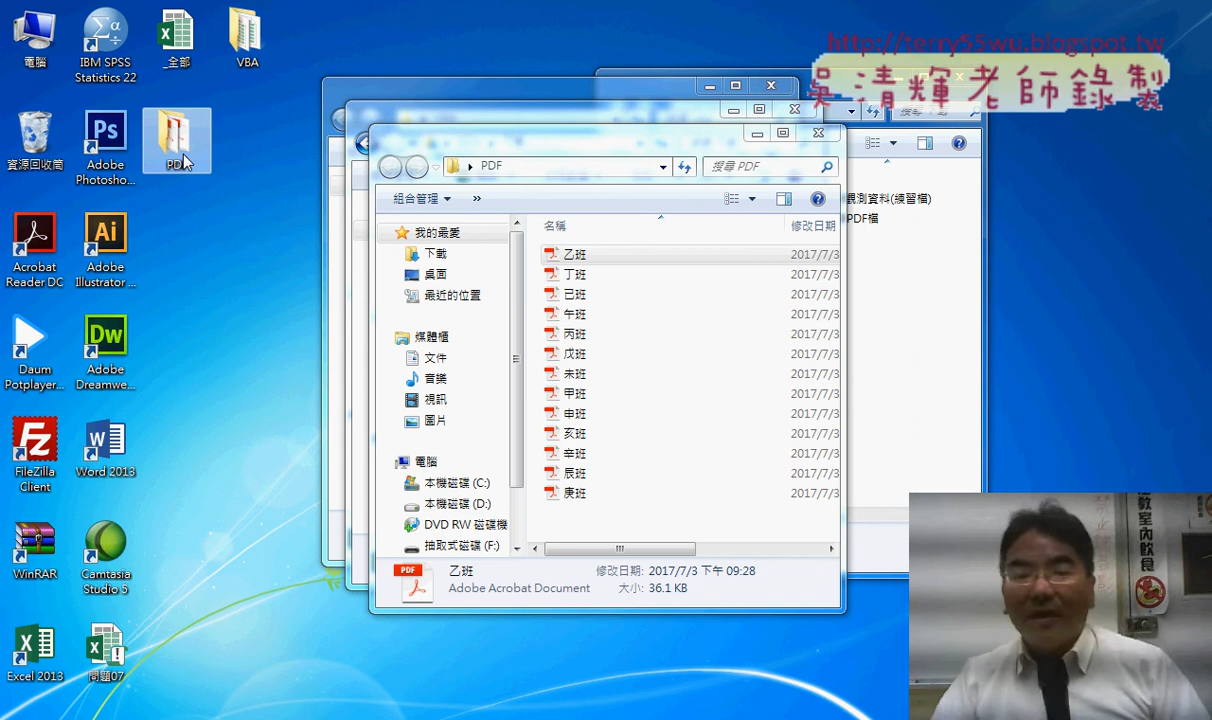 http://terry55wu.blogspot.tw
吳清輝老師錄製
電腦
IBM SPSS
Statistics 22
_全部
VBA
資源回收筒
Adobe
Photosho...
PDF
Acrobat
Reader DC
Adobe
Illustrator ...
Daum
Potplayer...
Adobe
Dreamwe...
FileZilla
Client
Word 2013
WinRAR
Camtasia
Studio 5
Excel 2013
問題07
搜尋 下載
觀測資料(練習檔)
PDF檔
PDF
搜尋 PDF
組合管理
»
名稱
修改日期
我的最愛
下載
桌面
最近的位置
媒體櫃
文件
音樂
視訊
圖片
電腦
本機磁碟 (C:)
本機磁碟 (D:)
DVD RW 磁碟機
抽取式磁碟 (F:)
乙班 2017/7/3
丁班 2017/7/3
已班 2017/7/3
午班 2017/7/3
丙班 2017/7/3
戊班 2017/7/3
未班 2017/7/3
甲班 2017/7/3
申班 2017/7/3
亥班 2017/7/3
辛班 2017/7/3
辰班 2017/7/3
庚班 2017/7/3
PDF
乙班
修改日期: 2017/7/3 下午 09:28
Adobe Acrobat Document
大小: 36.1 KB
教室內飲食